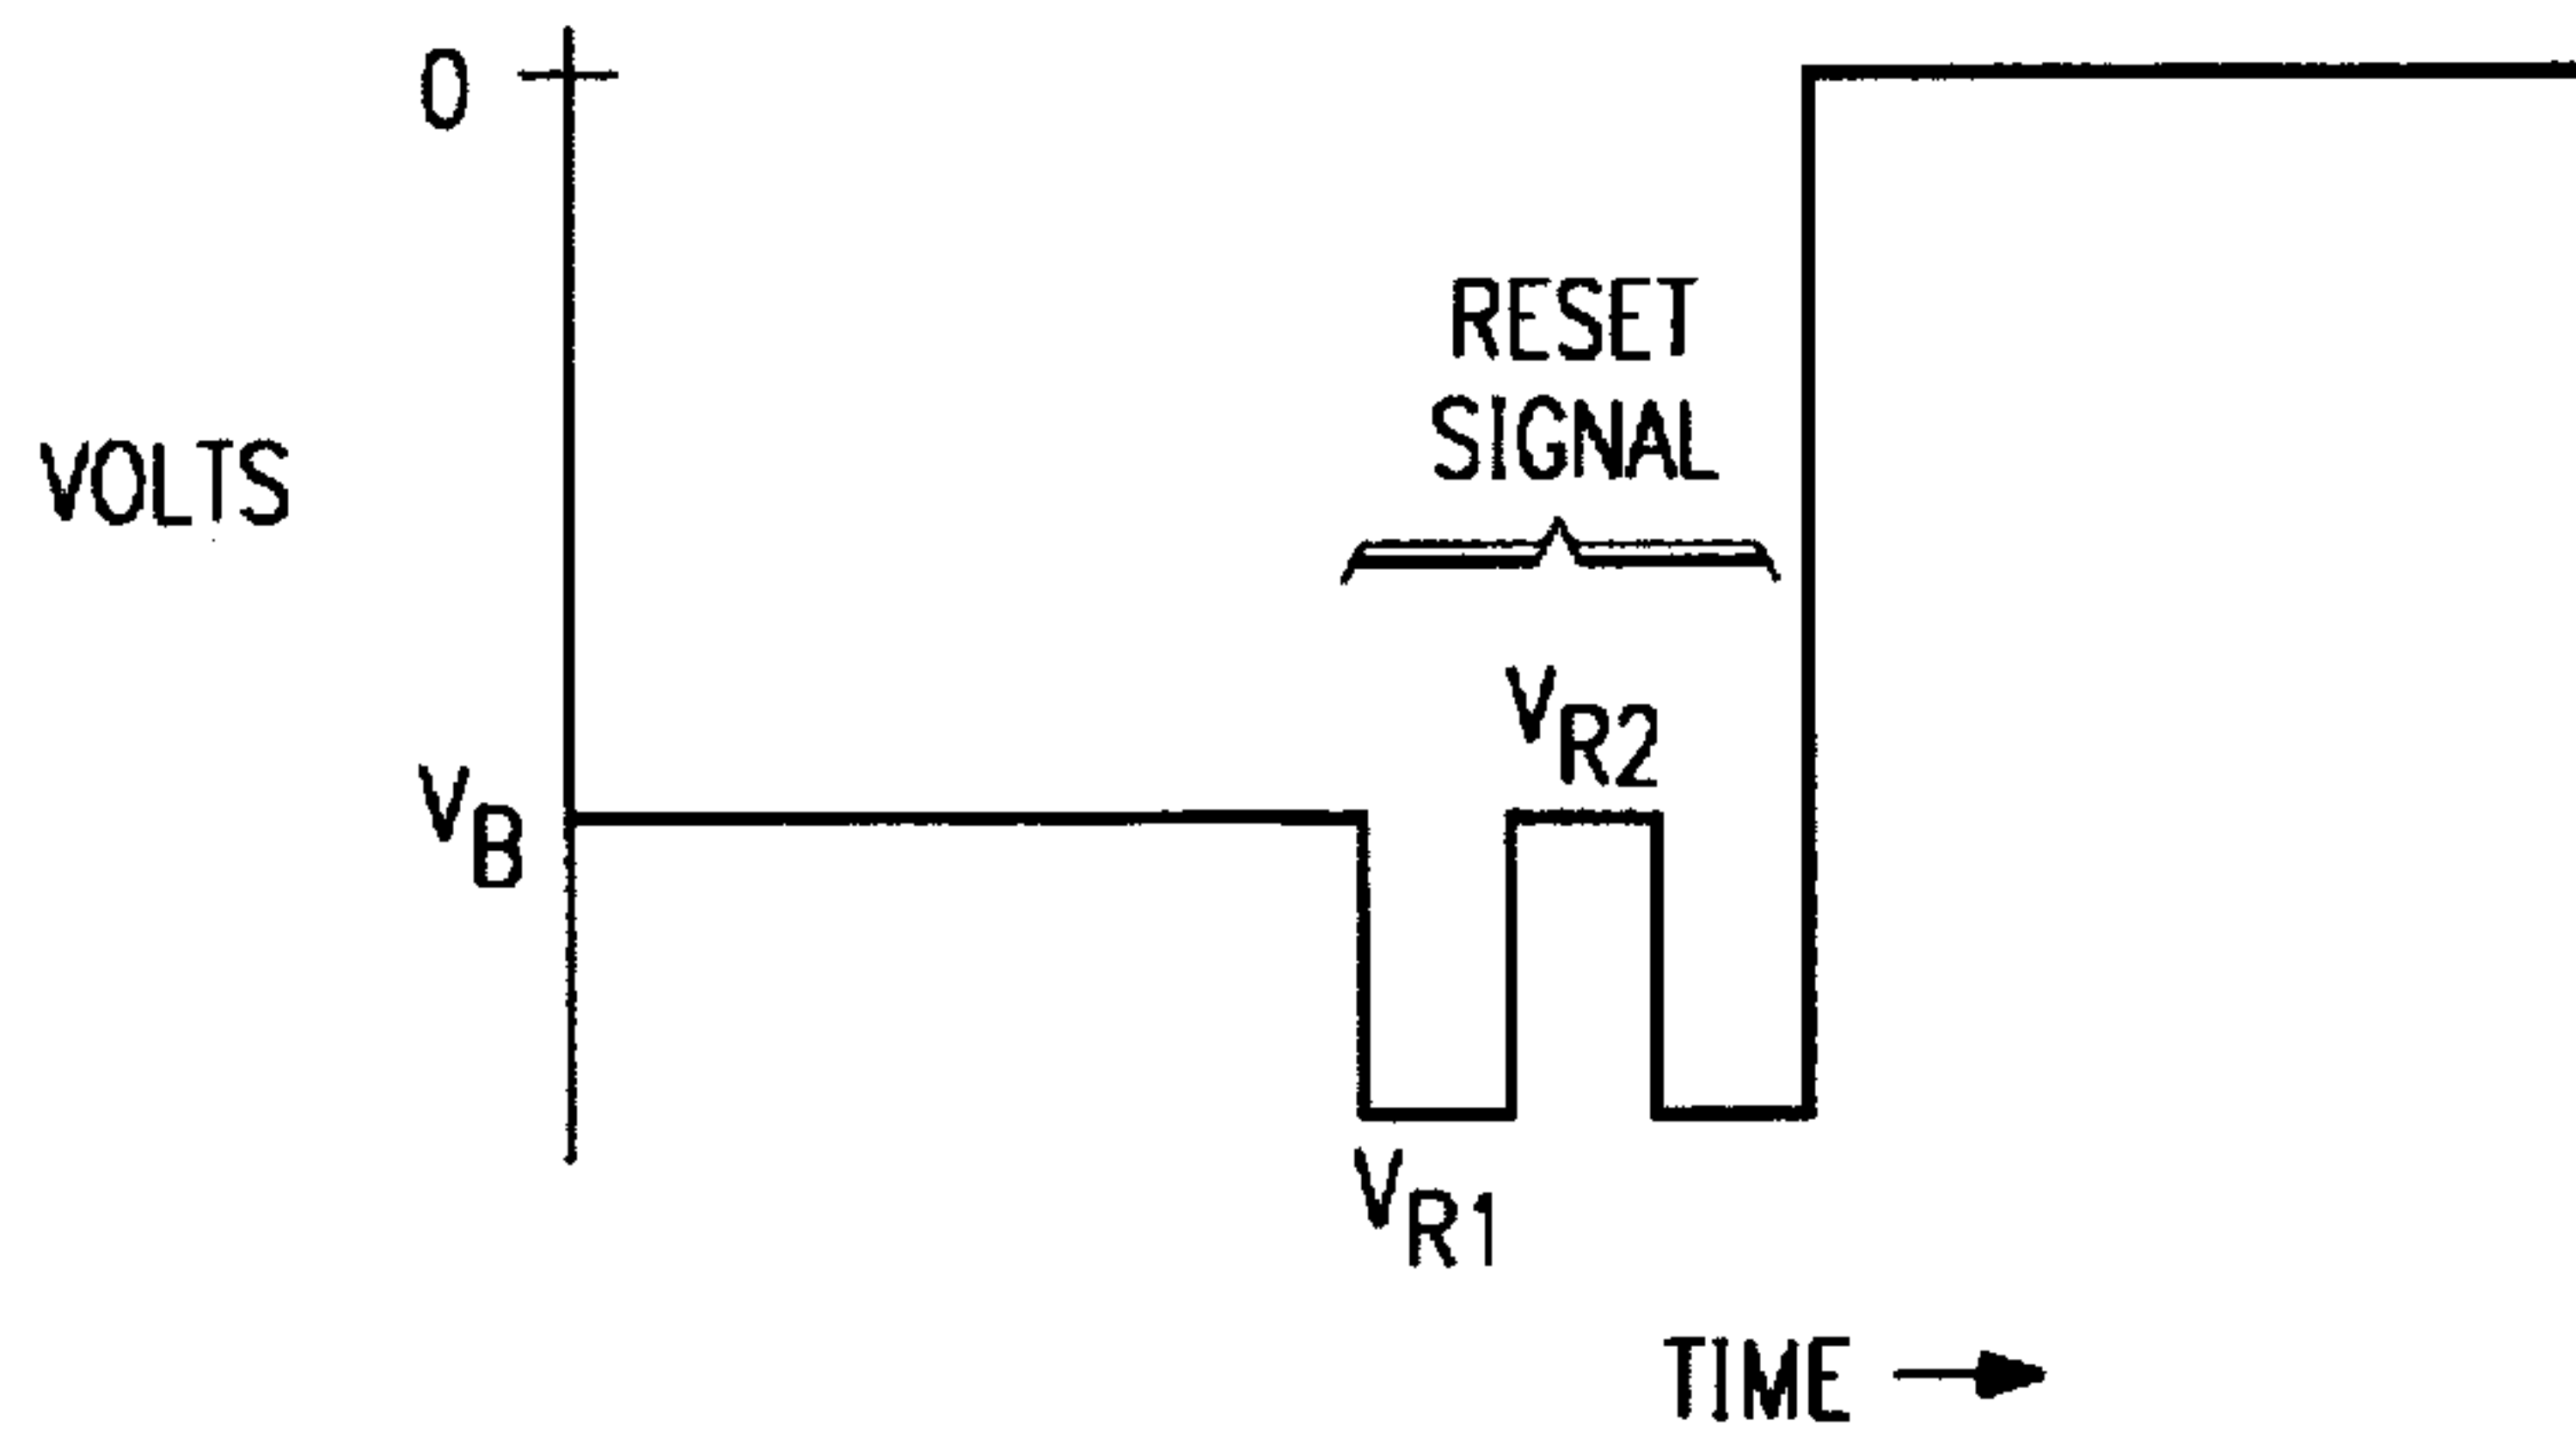 0
RESET
SIGNAL
VOLTS
VR2
VB
VR1
TIME